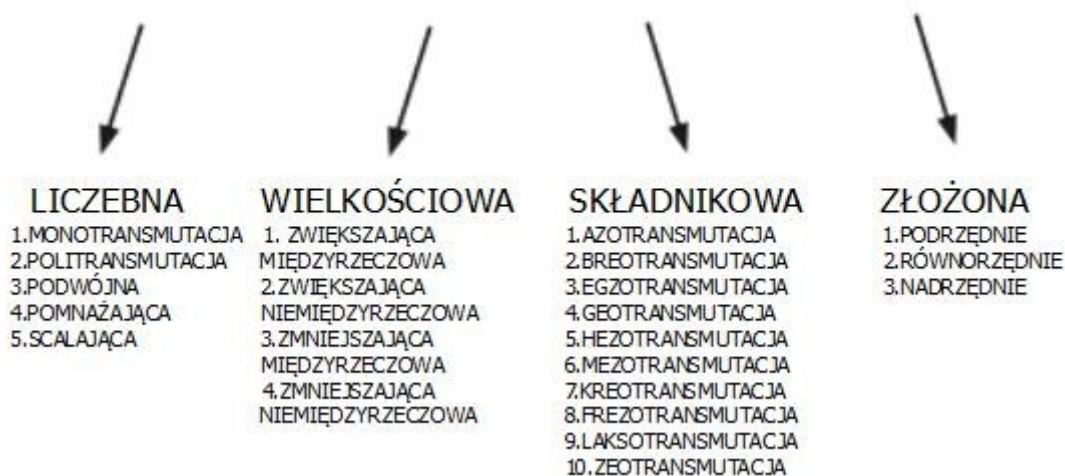 LICZEBNA
1.MONOTRANSMUTACJA
2.POLITRANSMUTACJA
3.PODWÓJNA
4.POMNAŻAJĄCA
5.SCALAJĄCA
WIELKOŚCIOWA
1. ZWIĘKSZAJĄCA
MIĘDZYRZECZOWA
2.ZWIĘKSZAJĄCA
NIEMIĘDZYRZECZOWA
3.ZMNIEJSZAJĄCA
MIĘDZYRZECZOWA
4.ZMNIEJSZAJĄCA
NIEMIĘDZYRZECZOWA
SKŁADNIKOWA
1.AZOTRANSMUTACJA
2.BREOTRANSMUTACJA
3.EGZOTRANSMUTACJA
4.GEOTRANSMUTACJA
5.HEZOTRANSMUTACJA
6.MEZOTRANSMUTACJA
7.KREOTRANSMUTACJA
8.FREZOTRANSMUTACJA
9.LAKSOTRANSMUTACJA
10.ZEOTRANSMUTACJA
ZŁOŻONA
1.PODRZĘDNIE
2.RÓWNORZĘDNIE
3.NADRZĘDNIE